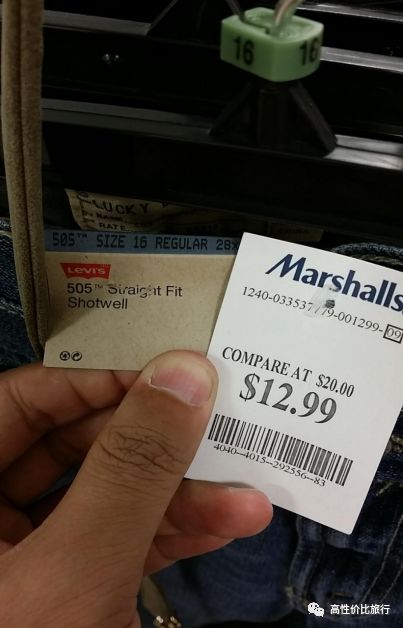 16 16
LUCKY
RATE
505™ SIZE 16 REGULAR 28X
Levi's
505™ Straight Fit
Shotwell
Marshalls
COMPARE AT $20.00
$12.99
4040--4015--292556--83
高性价比旅行